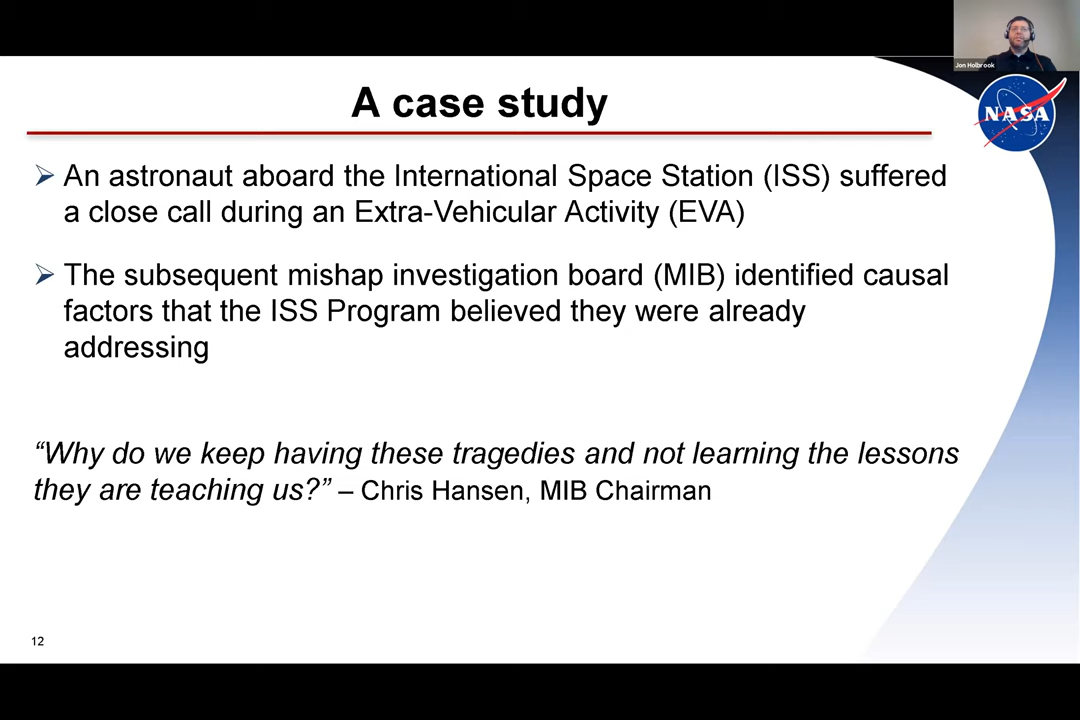 Jon Holbrook
NASA
A case study
An astronaut aboard the International Space Station (ISS) suffered
a close call during an Extra-Vehicular Activity (EVA)
The subsequent mishap investigation board (MIB) identified causal
factors that the ISS Program believed they were already
addressing
“Why do we keep having these tragedies and not learning the lessons
they are teaching us?” – Chris Hansen, MIB Chairman
12